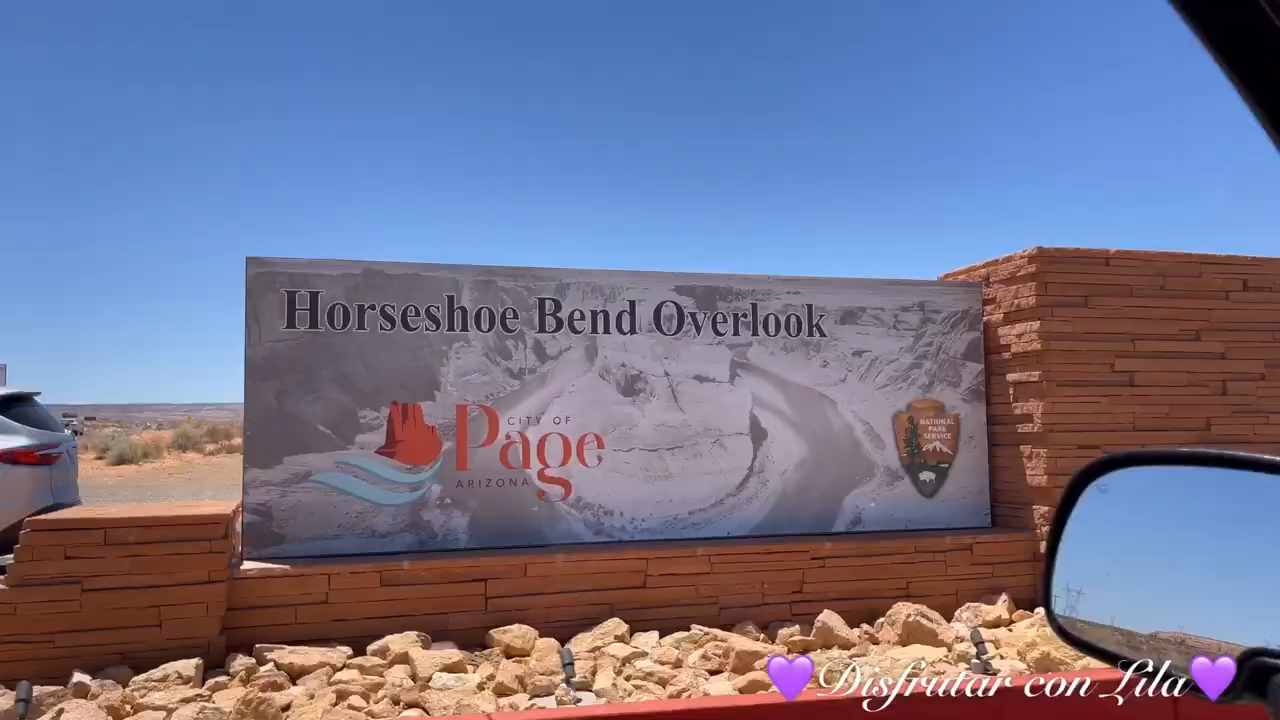 Horseshoe Bend Overlook
CITY OF
Page
ARIZONA
NATIONAL
PARK
SERVICE
💜Disfrutar con Lila💜